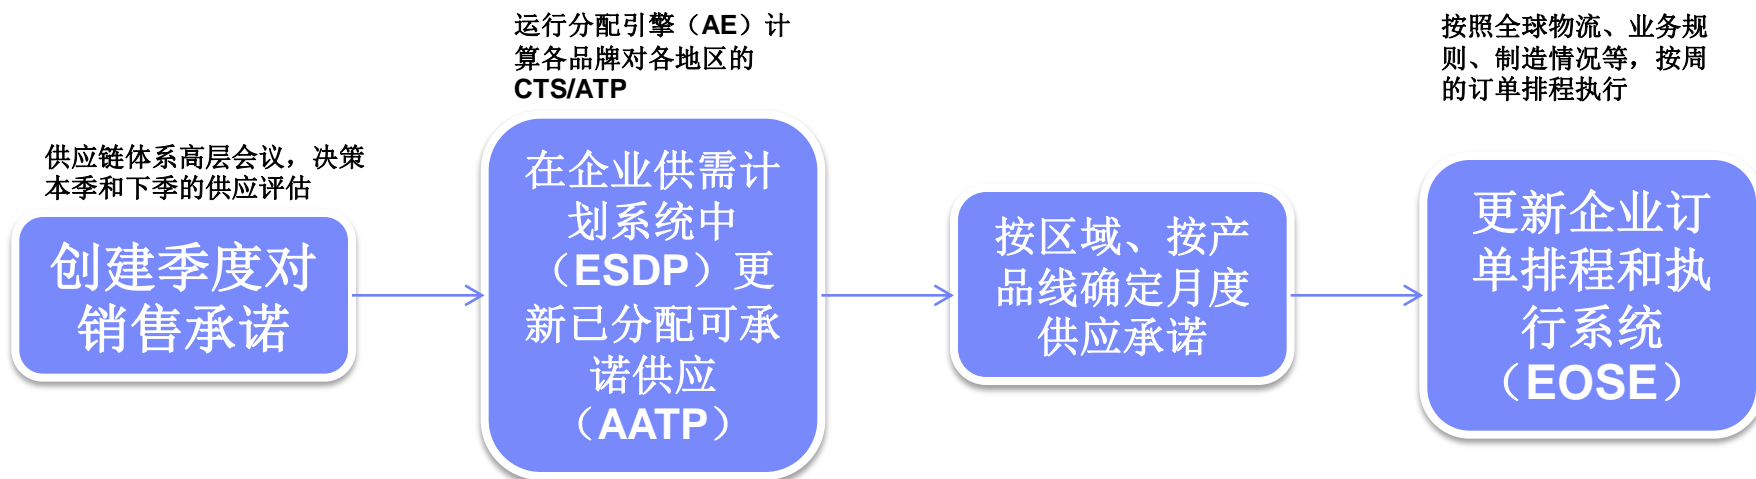 供应链体系高层会议，决策
本季和下季的供应评估
创建季度对
销售承诺
运行分配引擎（AE）计
算各品牌对各地区的
CTS/ATP
在企业供需计
划系统中
（ESDP）更
新已分配可承
诺供应
（AATP）
按区域、按产
品线确定月度
供应承诺
按照全球物流、业务规
则、制造情况等，按周
的订单排程执行
更新企业订
单排程和执
行系统
（EOSE）